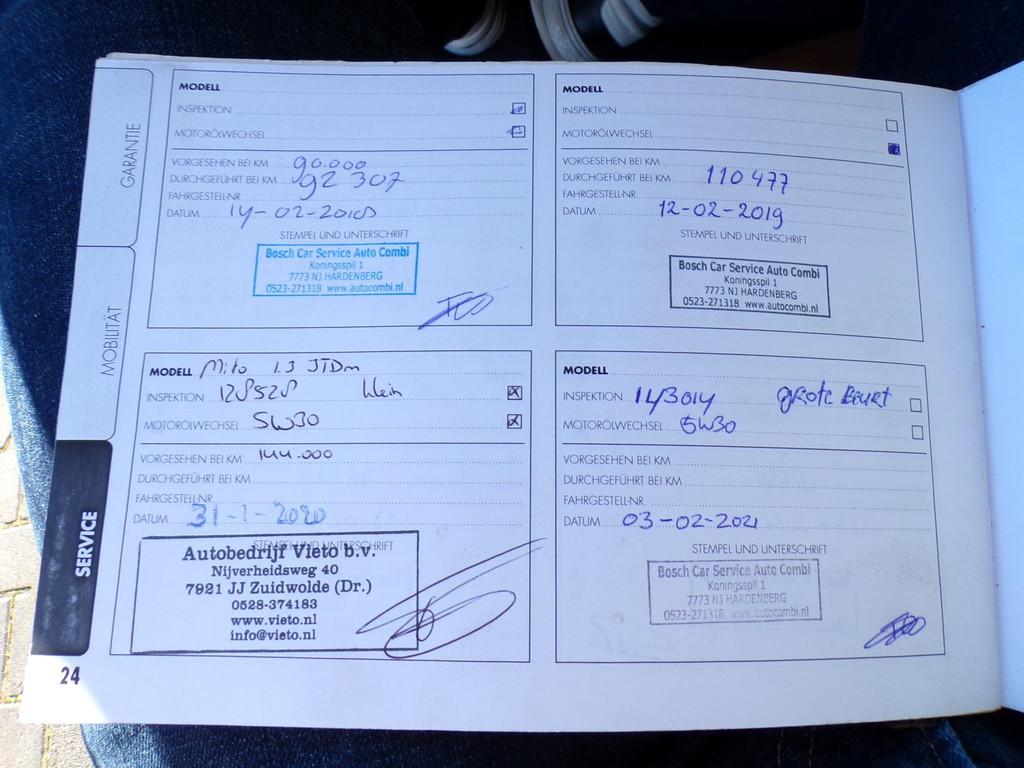 GARANTIE
MOBILITÄT
SERVICE
24
MODELL
INSPEKTION
MOTORÖLWECHSEL
VORGESEHEN BEI KM 90.000
DURCHGEFÜHRT BEI KM 92 307
FAHRGESTELL-NR.
DATUM 14-02-2018
STEMPEL UND UNTERSCHRIFT
Bosch Car Service Auto Combi
Koningsspil 1
7773 NJ HARDENBERG
0523-271318 www.autocombi.nl
MODELL
INSPEKTION
MOTORÖLWECHSEL
VORGESEHEN BEI KM
DURCHGEFÜHRT BEI KM 110 477
FAHRGESTELL-NR.
DATUM 12-02-2019
STEMPEL UND UNTERSCHRIFT
Bosch Car Service Auto Combi
Koningsspil 1
7773 NJ HARDENBERG
0523-271318 www.autocombi.nl
MODELL Mito 1.3 JTDm
INSPEKTION 128528 klein
MOTORÖLWECHSEL 5W30
VORGESEHEN BEI KM 144.000
DURCHGEFÜHRT BEI KM
FAHRGESTELL-NR.
DATUM 31-1-2020
STEMPEL UND UNTERSCHRIFT
Autobedrijf Vieto b.v.
Nijverheidsweg 40
7921 JJ Zuidwolde (Dr.)
0528-374183
www.vieto.nl
info@vieto.nl
MODELL
INSPEKTION 143014 grote Beurt
MOTORÖLWECHSEL 5W30
VORGESEHEN BEI KM
DURCHGEFÜHRT BEI KM
FAHRGESTELL-NR.
DATUM 03-02-2021
STEMPEL UND UNTERSCHRIFT
Bosch Car Service Auto Combi
Koningsspil 1
7773 NJ HARDENBERG
0523-271318 www.autocombi.nl